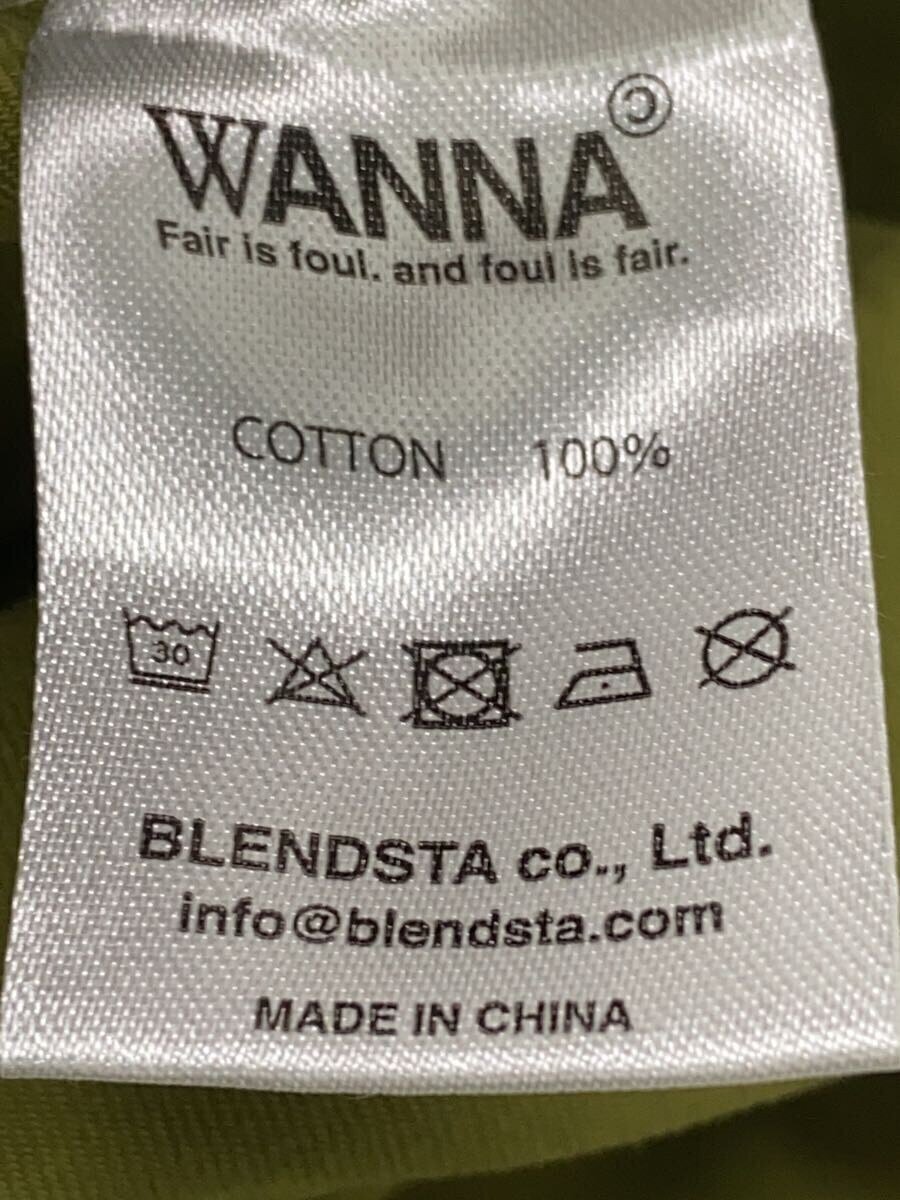 WANNA
Fair is foul. and foul is fair.
COTTON 100%
30
BLENDSTA co., Ltd.
info@blendsta.com
MADE IN CHINA